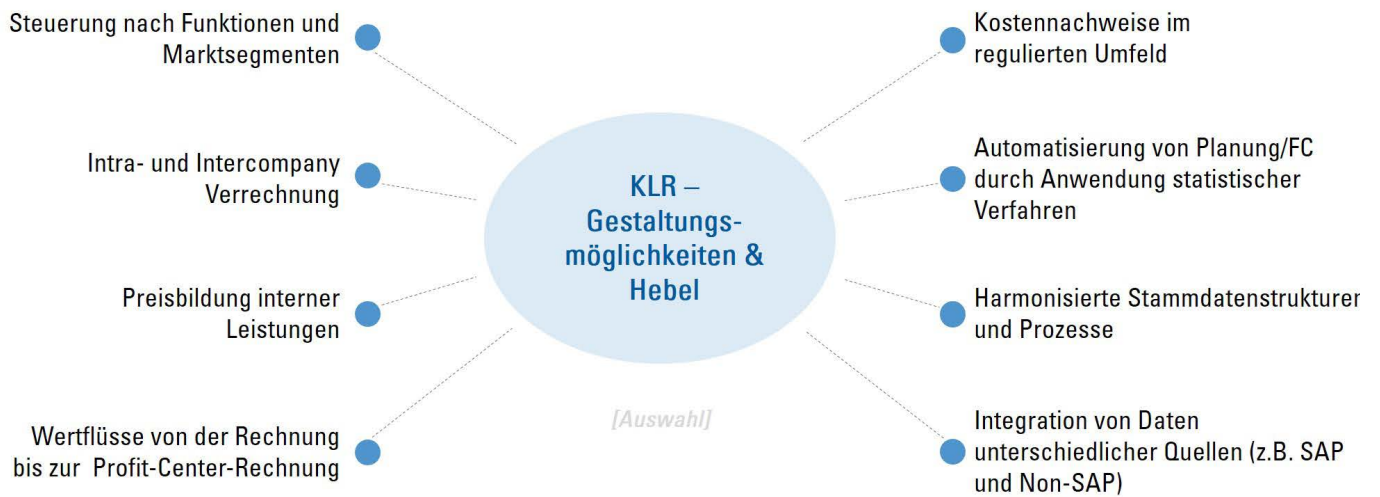 Steuerung nach Funktionen und
Marktsegmenten
Intra- und Intercompany
Verrechnung
Preisbildung interner
Leistungen
Wertflüsse von der Rechnung
bis zur Profit-Center-Rechnung
KLR –
Gestaltungs-
möglichkeiten &
Hebel
[Auswahl]
Kostennachweise im
regulierten Umfeld
Automatisierung von Planung/FC
durch Anwendung statistischer
Verfahren
Harmonisierte Stammdatenstrukturen
und Prozesse
Integration von Daten
unterschiedlicher Quellen (z.B. SAP
und Non-SAP)